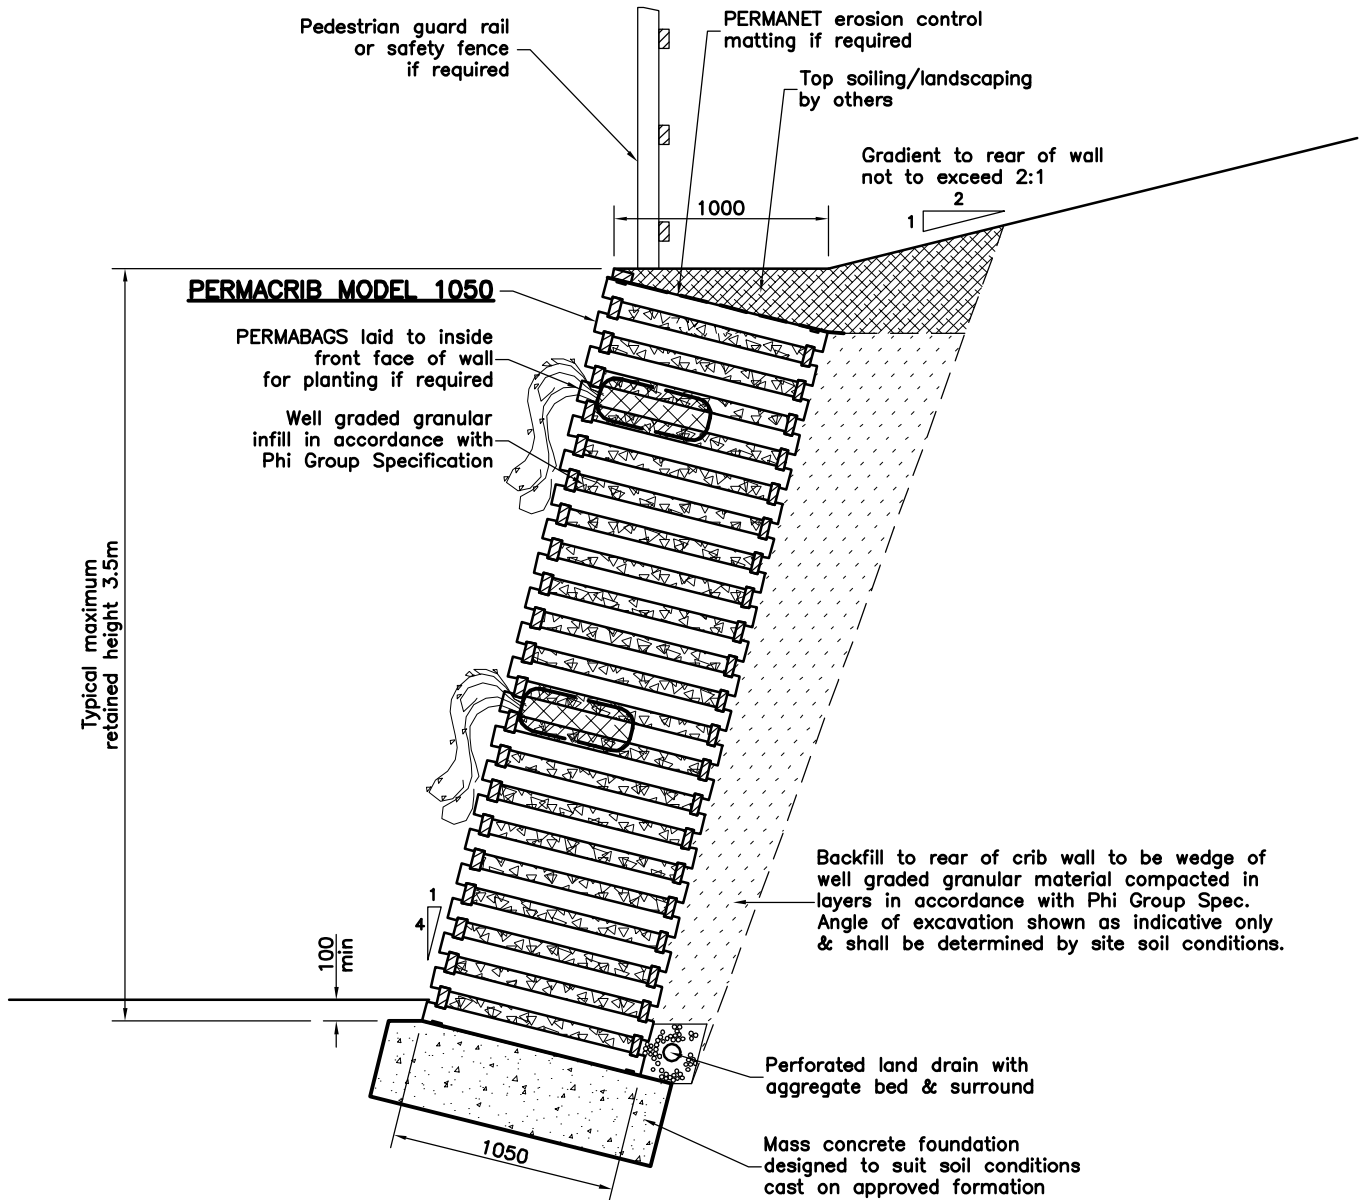 Pedestrian guard rail
or safety fence
if required
PERMANET erosion control
matting if required
Top soiling/landscaping
by others
Gradient to rear of wall
not to exceed 2:1
2
1
1000
PERMACRIB MODEL 1050
PERMABAGS laid to inside
front face of wall
for planting if required
Well graded granular
infill in accordance with
Phi Group Specification
Typical maximum
retained height 3.5m
Backfill to rear of crib wall to be wedge of
well graded granular material compacted in
layers in accordance with Phi Group Spec.
Angle of excavation shown as indicative only
& shall be determined by site soil conditions.
1
4
100
min
Perforated land drain with
aggregate bed & surround
1050
Mass concrete foundation
designed to suit soil conditions
cast on approved formation